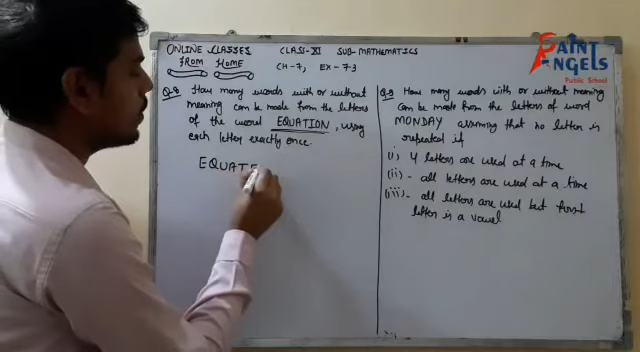 ONLINE CLASSES
FROM HOME
CLASS-XI SUB-MATHEMATICS
CH-7, EX-7.3
Q.8 How many words with or without
meaning can be made from the letters
of the word EQUATION, using
each letter exactly once.
EQUATE
Q.9 How many words with or without meaning
can be made from the letters of word
MONDAY assuming that no letter is
repeated if
(i) 4 letters are used at a time
(ii)- all letters are used at a time
(iii)- all letters are used but first
letter is a vowel
PAINT
ANGELS
Public School